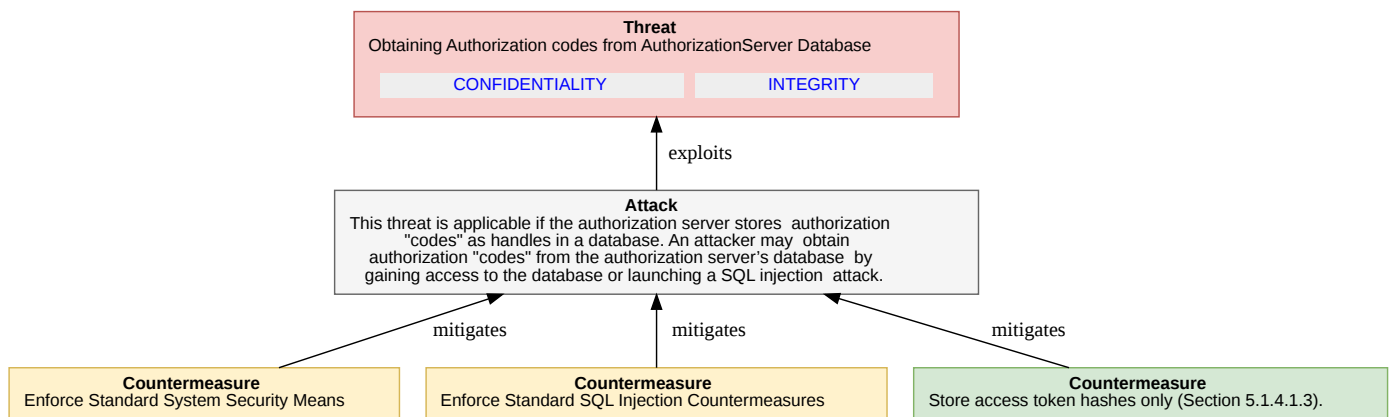 Threat
Obtaining Authorization codes from AuthorizationServer Database
CONFIDENTIALITY INTEGRITY
exploits
Attack
This threat is applicable if the authorization server stores  authorization
"codes" as handles in a database. An attacker may  obtain
authorization "codes" from the authorization server’s database  by
gaining access to the database or launching a SQL injection  attack.
mitigates mitigates mitigates
Countermeasure Countermeasure Countermeasure
Enforce Standard System Security Means Enforce Standard SQL Injection Countermeasures Store access token hashes only (Section 5.1.4.1.3).